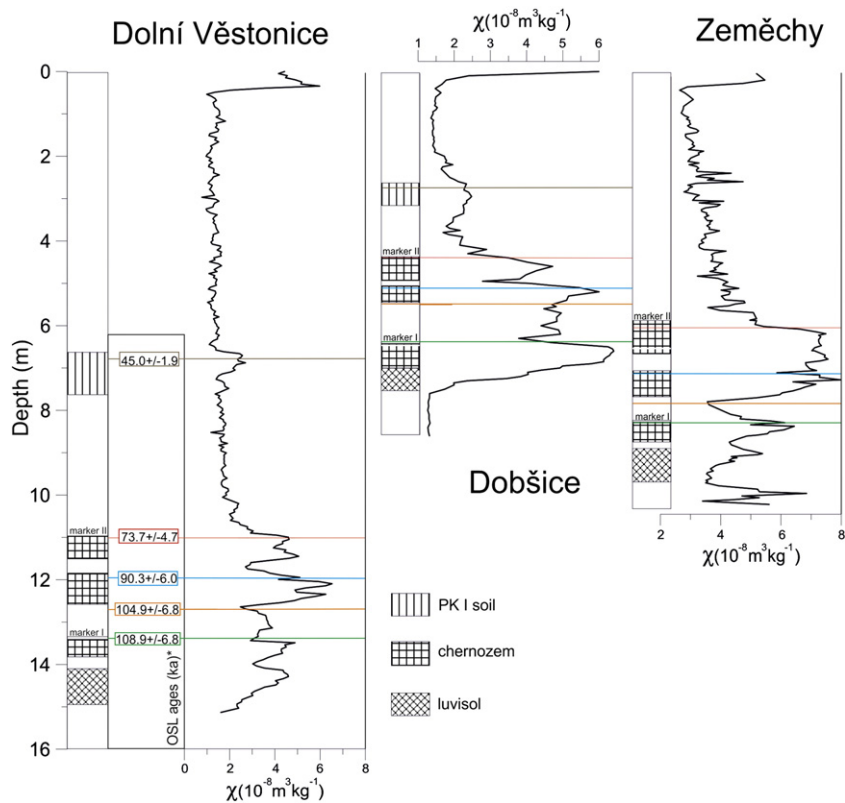 Dolní Věstonice
χ(10⁻⁸m³kg⁻¹)
1 2 3 4 5 6
Zeměchy
0
2
4
6
8
10
12
14
16
Depth (m)
marker II
marker I
45.0+/-1.9
73.7+/-4.7
90.3+/-6.0
104.9+/-6.8
108.9+/-6.8
OSL ages (ka)*
0 2 4 6 8
χ(10⁻⁸m³kg⁻¹)
marker II
marker I
Dobšice
marker II
marker I
2 4 6 8
χ(10⁻⁸m³kg⁻¹)
PK I soil
chernozem
luvisol